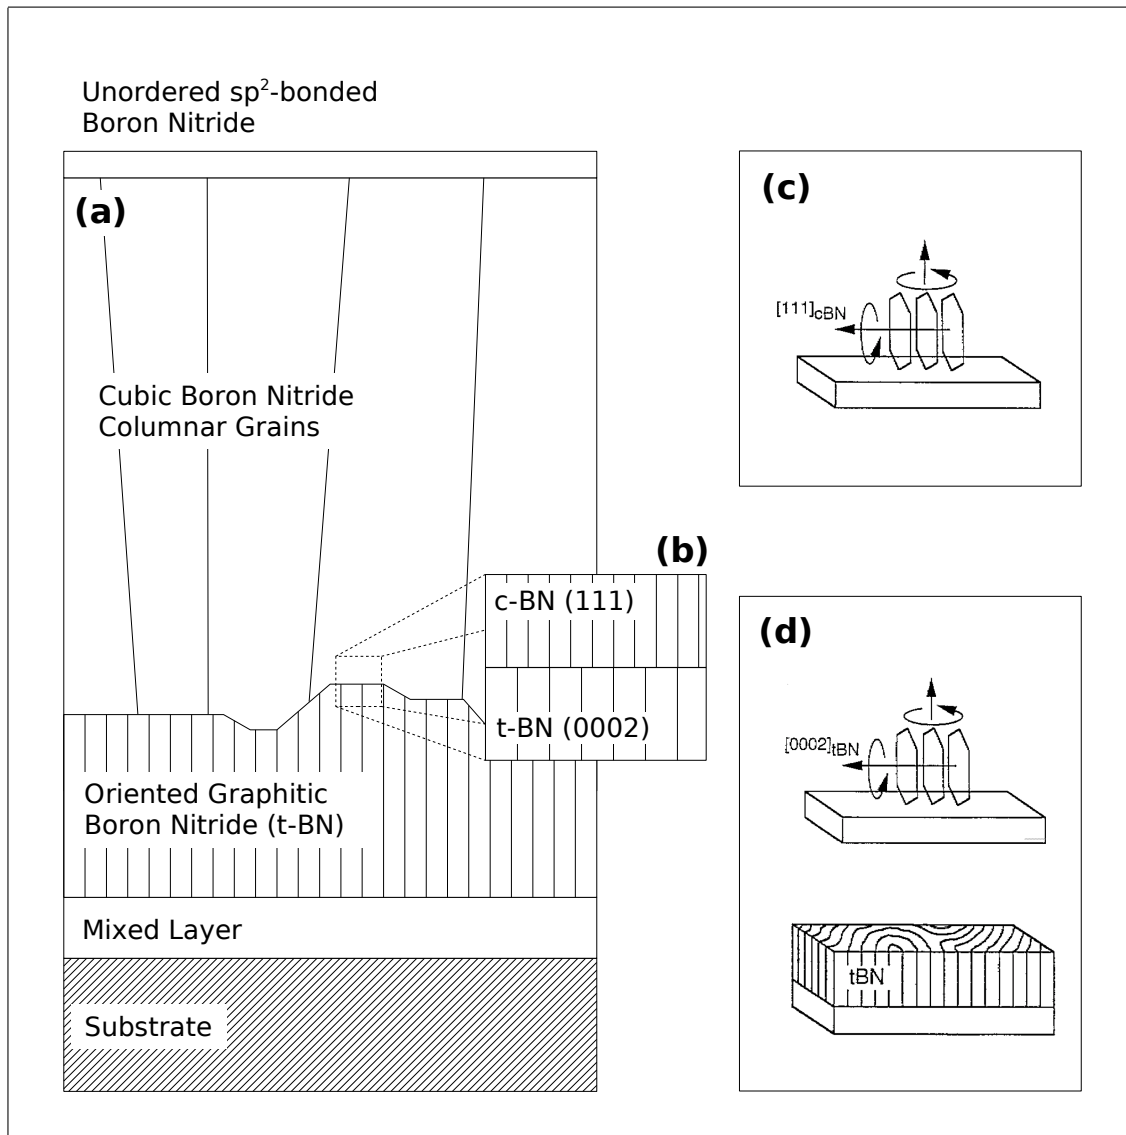 Unordered sp²-bonded
Boron Nitride
(a)
Cubic Boron Nitride
Columnar Grains
(b)
c-BN (111)
t-BN (0002)
Oriented Graphitic
Boron Nitride (t-BN)
Mixed Layer
Substrate
(c)
[111]cBN
(d)
[0002]tBN
tBN